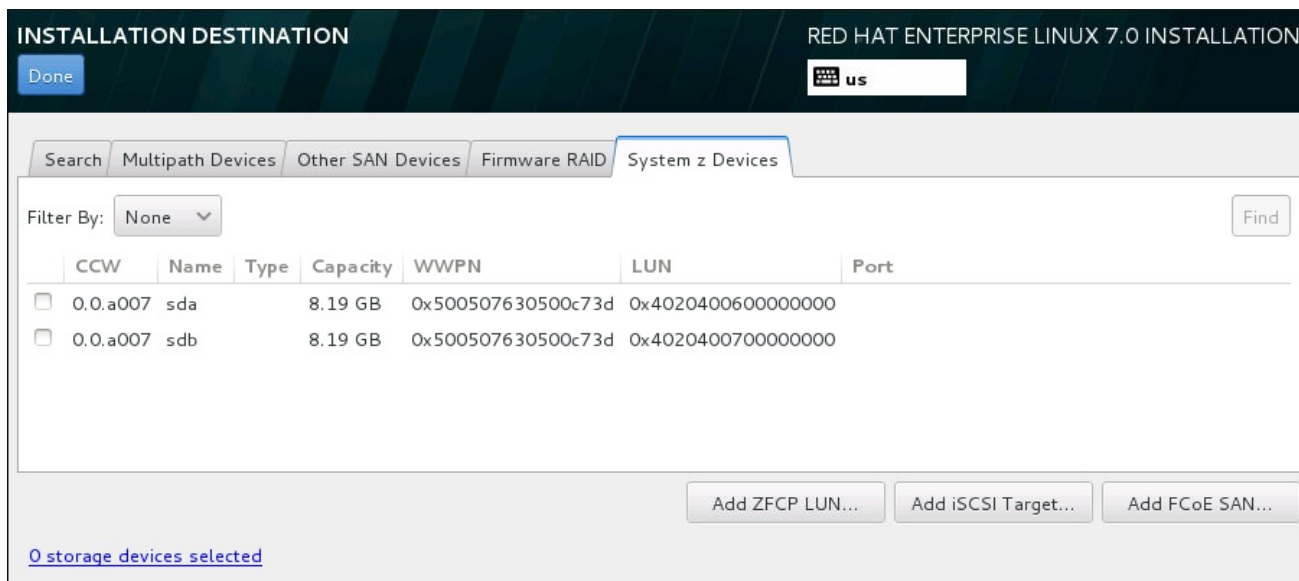 INSTALLATION DESTINATION
RED HAT ENTERPRISE LINUX 7.0 INSTALLATION
Done
us
Search Multipath Devices Other SAN Devices Firmware RAID System z Devices
Filter By: None Find
CCW Name Type Capacity WWPN LUN Port
0.0.a007 sda 8.19 GB 0x500507630500c73d 0x4020400600000000
0.0.a007 sdb 8.19 GB 0x500507630500c73d 0x4020400700000000
Add ZFCP LUN... Add iSCSI Target... Add FCoE SAN...
0 storage devices selected